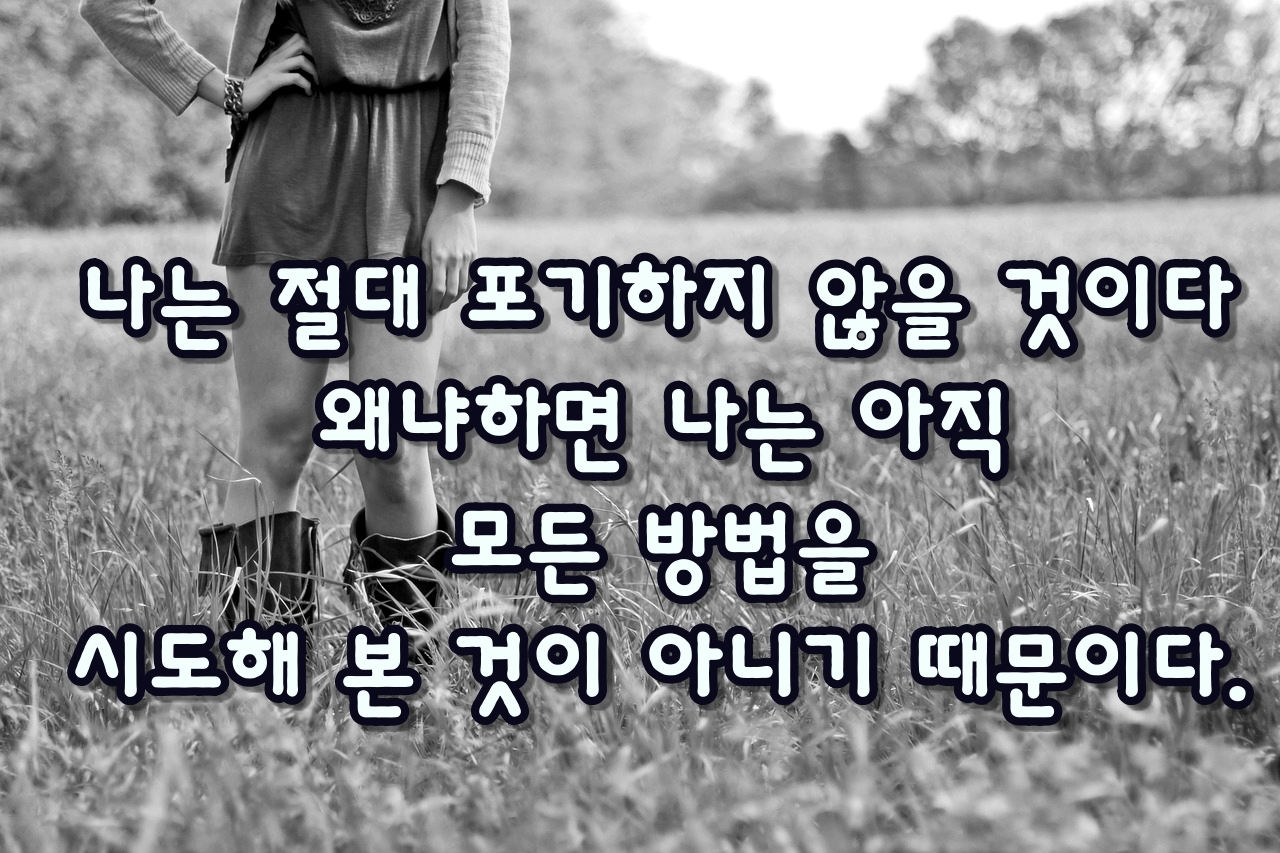 나는 절대 포기하지 않을 것이다
왜냐하면 나는 아직
모든 방법을
시도해 본 것이 아니기 때문이다.